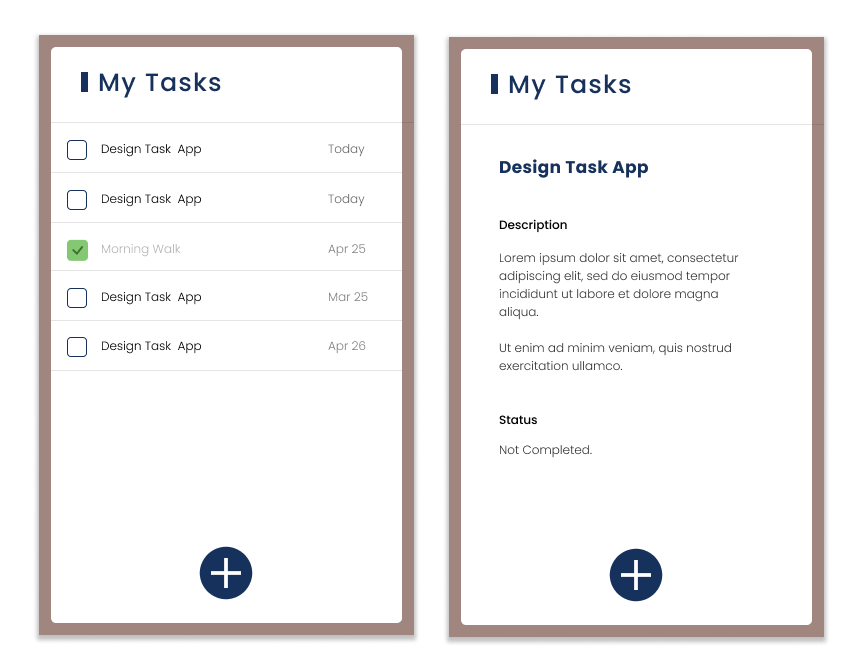 My Tasks
Design Task App Today
Design Task App Today
Morning Walk Apr 25
Design Task App Mar 25
Design Task App Apr 26
My Tasks
Design Task App
Description
Lorem ipsum dolor sit amet, consectetur
adipiscing elit, sed do eiusmod tempor
incididunt ut labore et dolore magna
aliqua.
Ut enim ad minim veniam, quis nostrud
exercitation ullamco.
Status
Not Completed.